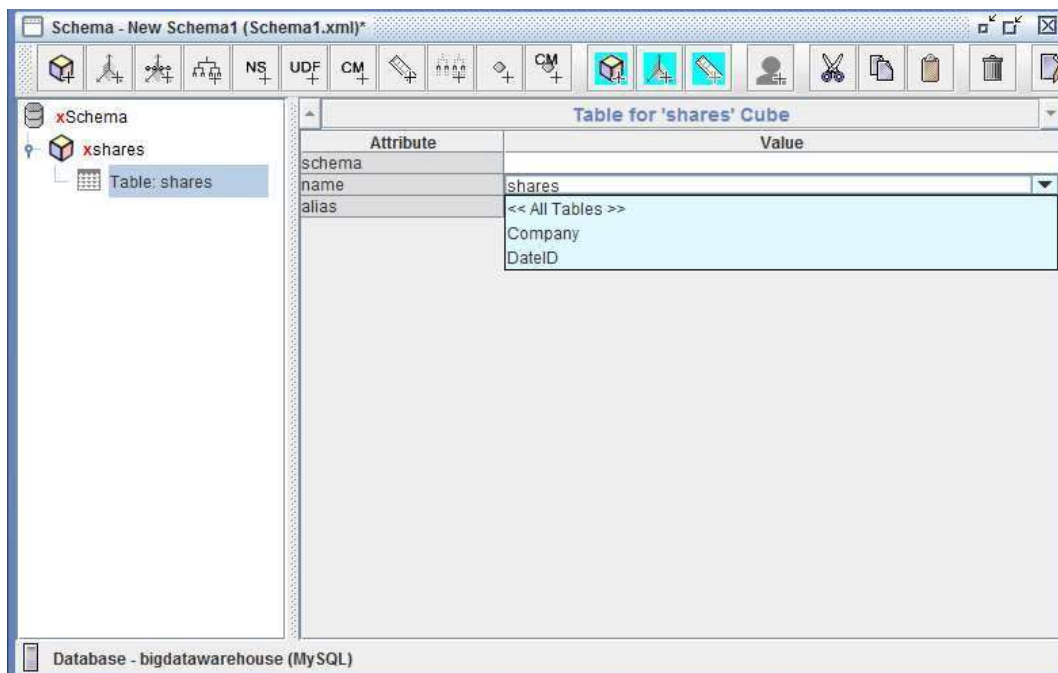 Schema - New Schema1 (Schema1.xml)*
NS UDF CM CM
xSchema
xshares
Table: shares
Table for 'shares' Cube
Attribute Value
schema
name shares
alias << All Tables >>
Company
DateID
Database - bigdatawarehouse (MySQL)